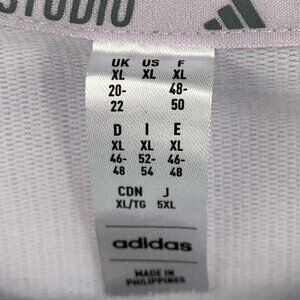 STUDIO
UK US F
XL XL XL
20- 48-
22 50
D I E
XL XL XL
46- 52- 46-
48 54 48
CDN J
XL/TG 5XL
adidas
MADE IN
PHILIPPINES